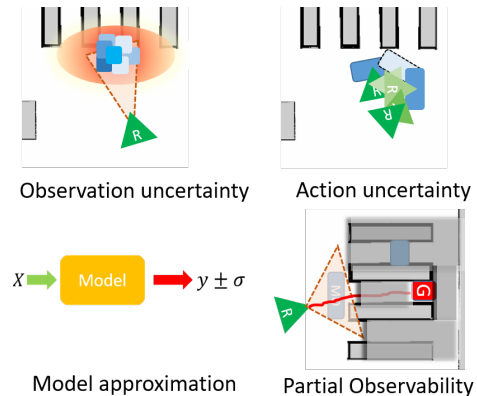 R
R
R
R
Observation uncertainty
Action uncertainty
X
Model
y ± σ
R
M
G
Model approximation
Partial Observability